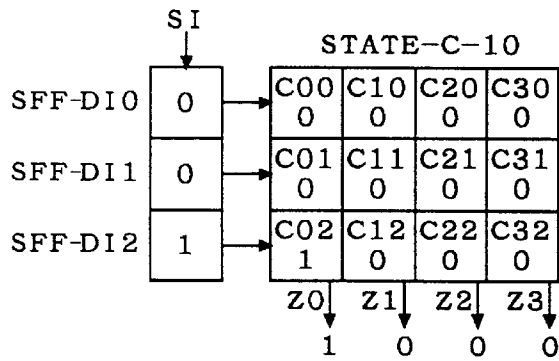 SI
STATE-C-10
SFF-DI0 0 C00 C10 C20 C30
0 0 0 0
SFF-DI1 0 C01 C11 C21 C31
0 0 0 0
SFF-DI2 1 C02 C12 C22 C32
1 0 0 0
Z0 Z1 Z2 Z3
1 0 0 0